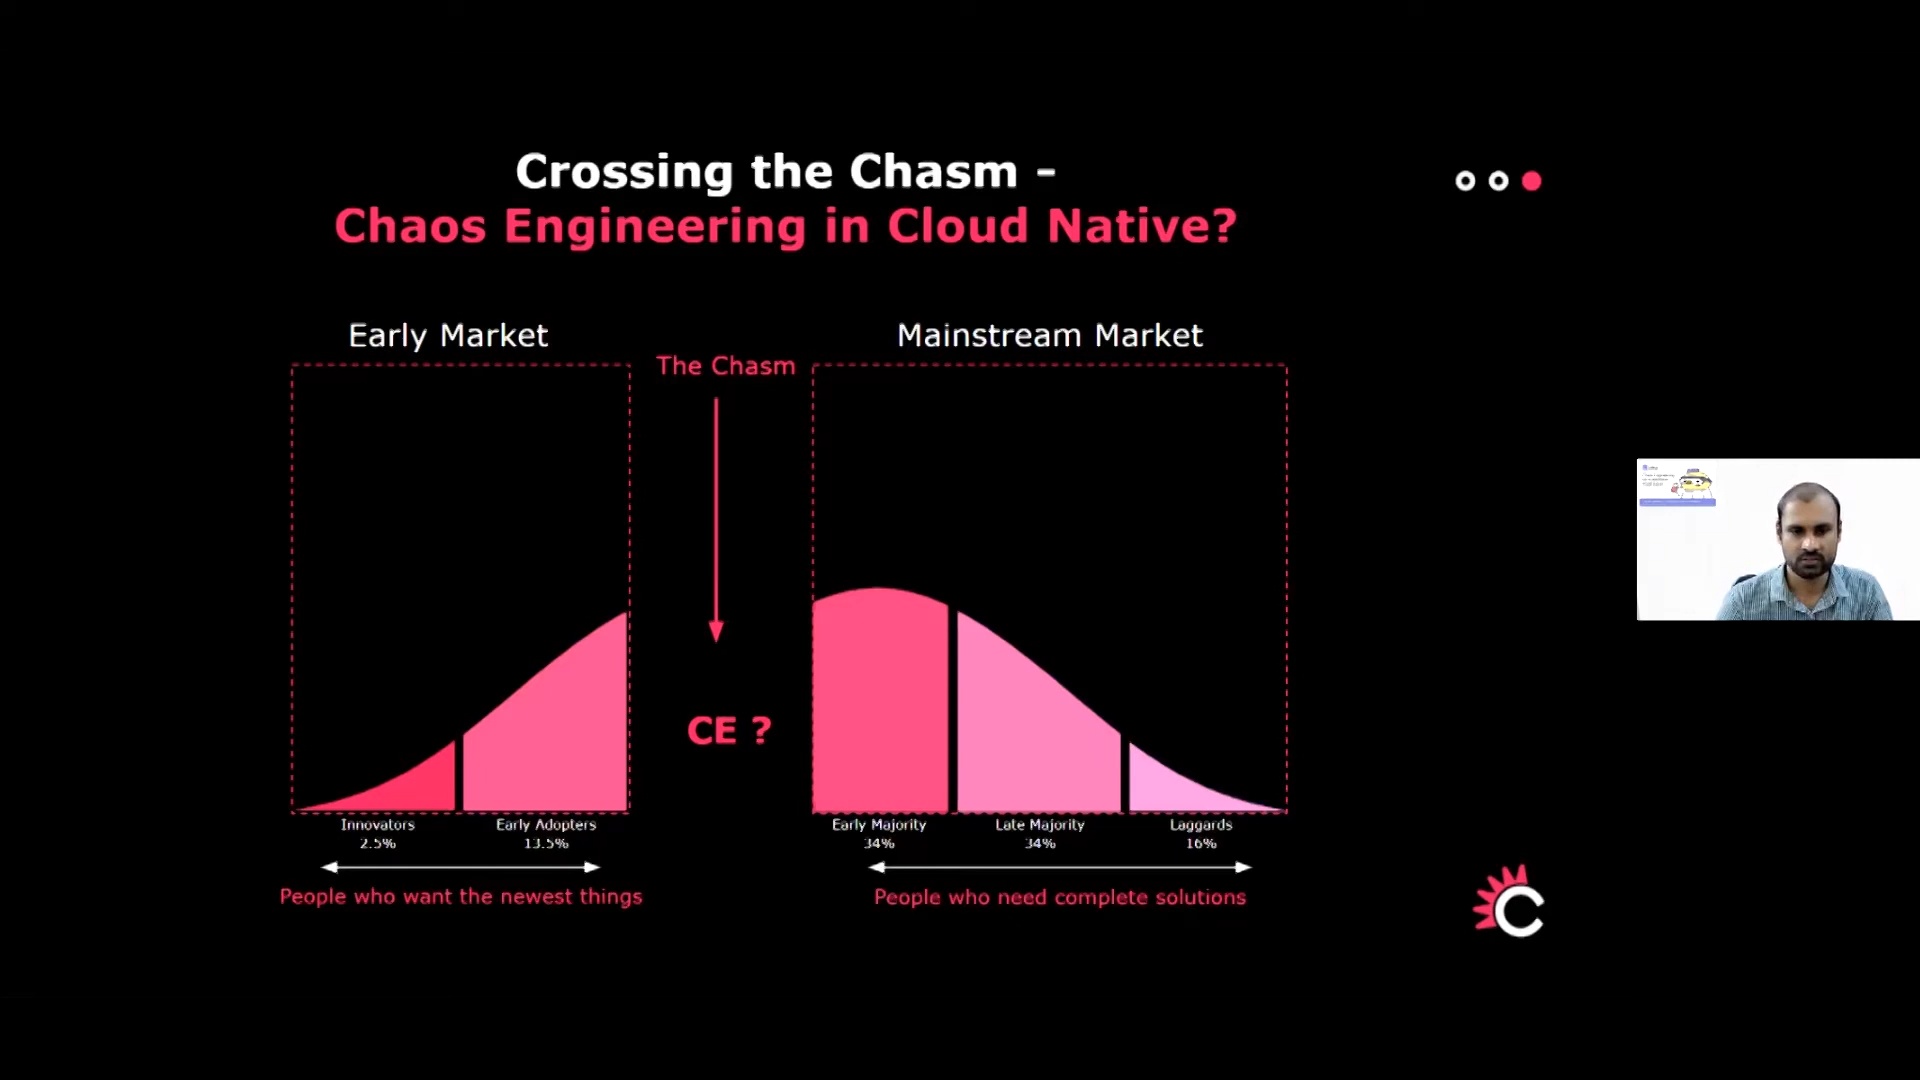 Crossing the Chasm -
Chaos Engineering in Cloud Native?
Early Market
The Chasm
Mainstream Market
CE ?
Innovators
2.5%
Early Adopters
13.5%
Early Majority
34%
Late Majority
34%
Laggards
16%
People who want the newest things
People who need complete solutions